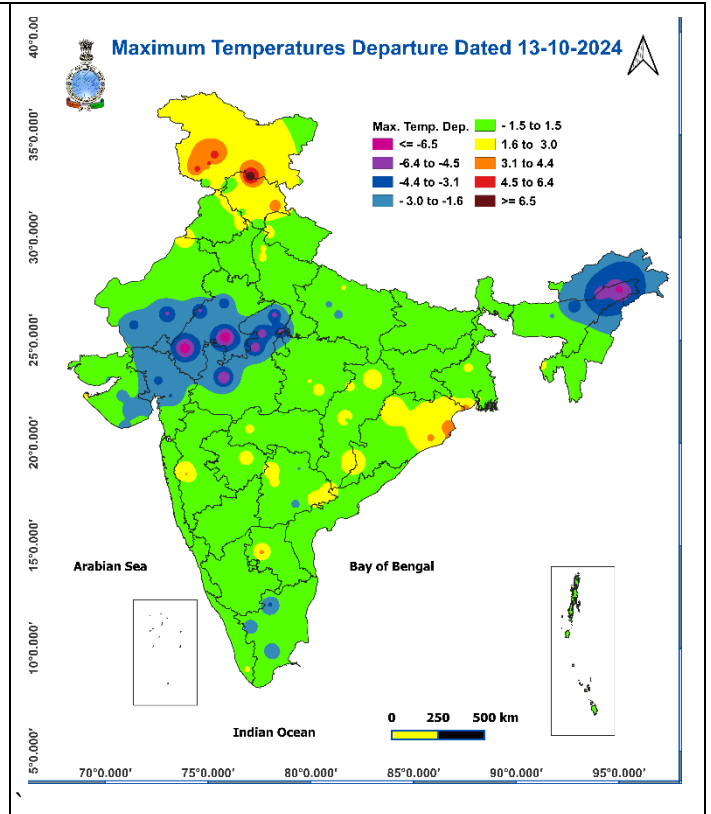 Maximum Temperatures Departure Dated 13-10-2024
Max. Temp. Dep.
<= -6.5
-6.4 to -4.5
-4.4 to -3.1
- 3.0 to -1.6
- 1.5 to 1.5
1.6 to 3.0
3.1 to 4.4
4.5 to 6.4
>= 6.5
40°0.00
35°0.000'
30°0.000'
25°0.000'
20°0.000'
15°0.000'
10°0.000'
5°0.000'
Arabian Sea
Bay of Bengal
Indian Ocean
0 250 500 km
70°0.000' 75°0.000' 80°0.000' 85°0.000' 90°0.000' 95°0.000'
`